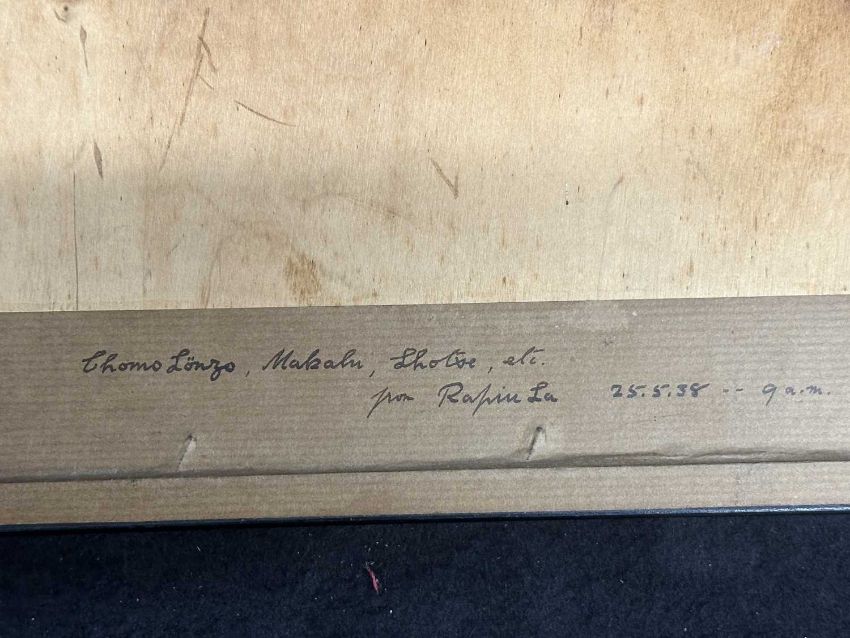 Chomo Lönzo, Makalu, Lhotse, etc.
from Rapiu La 25.5.38 -- 9 a.m.